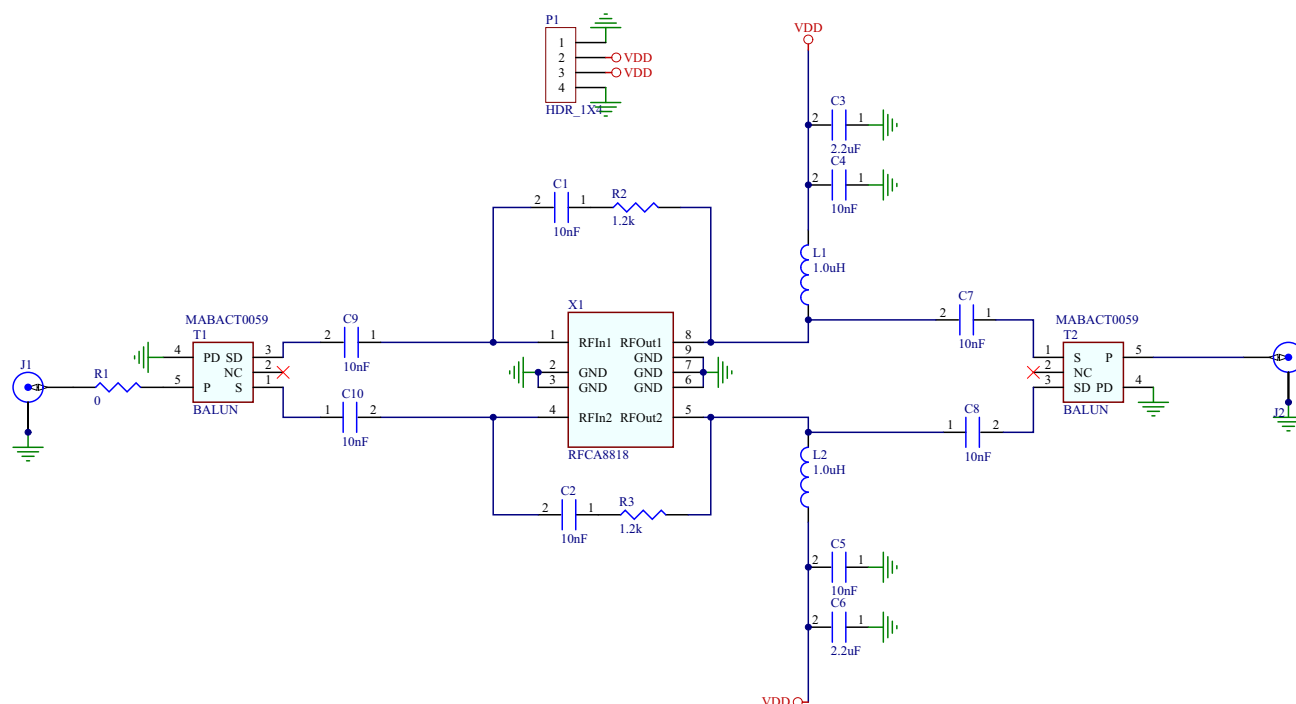 P1
1
2 VDD
3 VDD
4
HDR_1X4
VDD
C3
2 1
2.2uF
C4
2 1
10nF
C1
2 1
10nF
R2
1.2k
L1
1.0uH
X1
RFCA8818
1 RFIn1 RFOut1 8
GND 9
2 GND GND 7
3 GND GND 6
4 RFIn2 RFOut2 5
MABACT0059
T1
4 PD SD 3
NC 2
5 P S 1
BALUN
J1
R1
0
C9
2 1
10nF
C10
1 2
10nF
C7
2 1
10nF
C8
1 2
10nF
MABACT0059
T2
1 S P 5
2 NC
3 SD PD 4
BALUN
J2
L2
1.0uH
C2
2 1
10nF
R3
1.2k
C5
2 1
10nF
C6
2 1
2.2uF
VDD